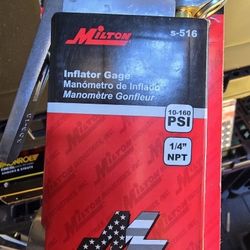 MILTON
s-516
Inflator Gage
Manómetro de Inflado
Manomètre Gonfleur
10-160
PSI
1/4"
NPT